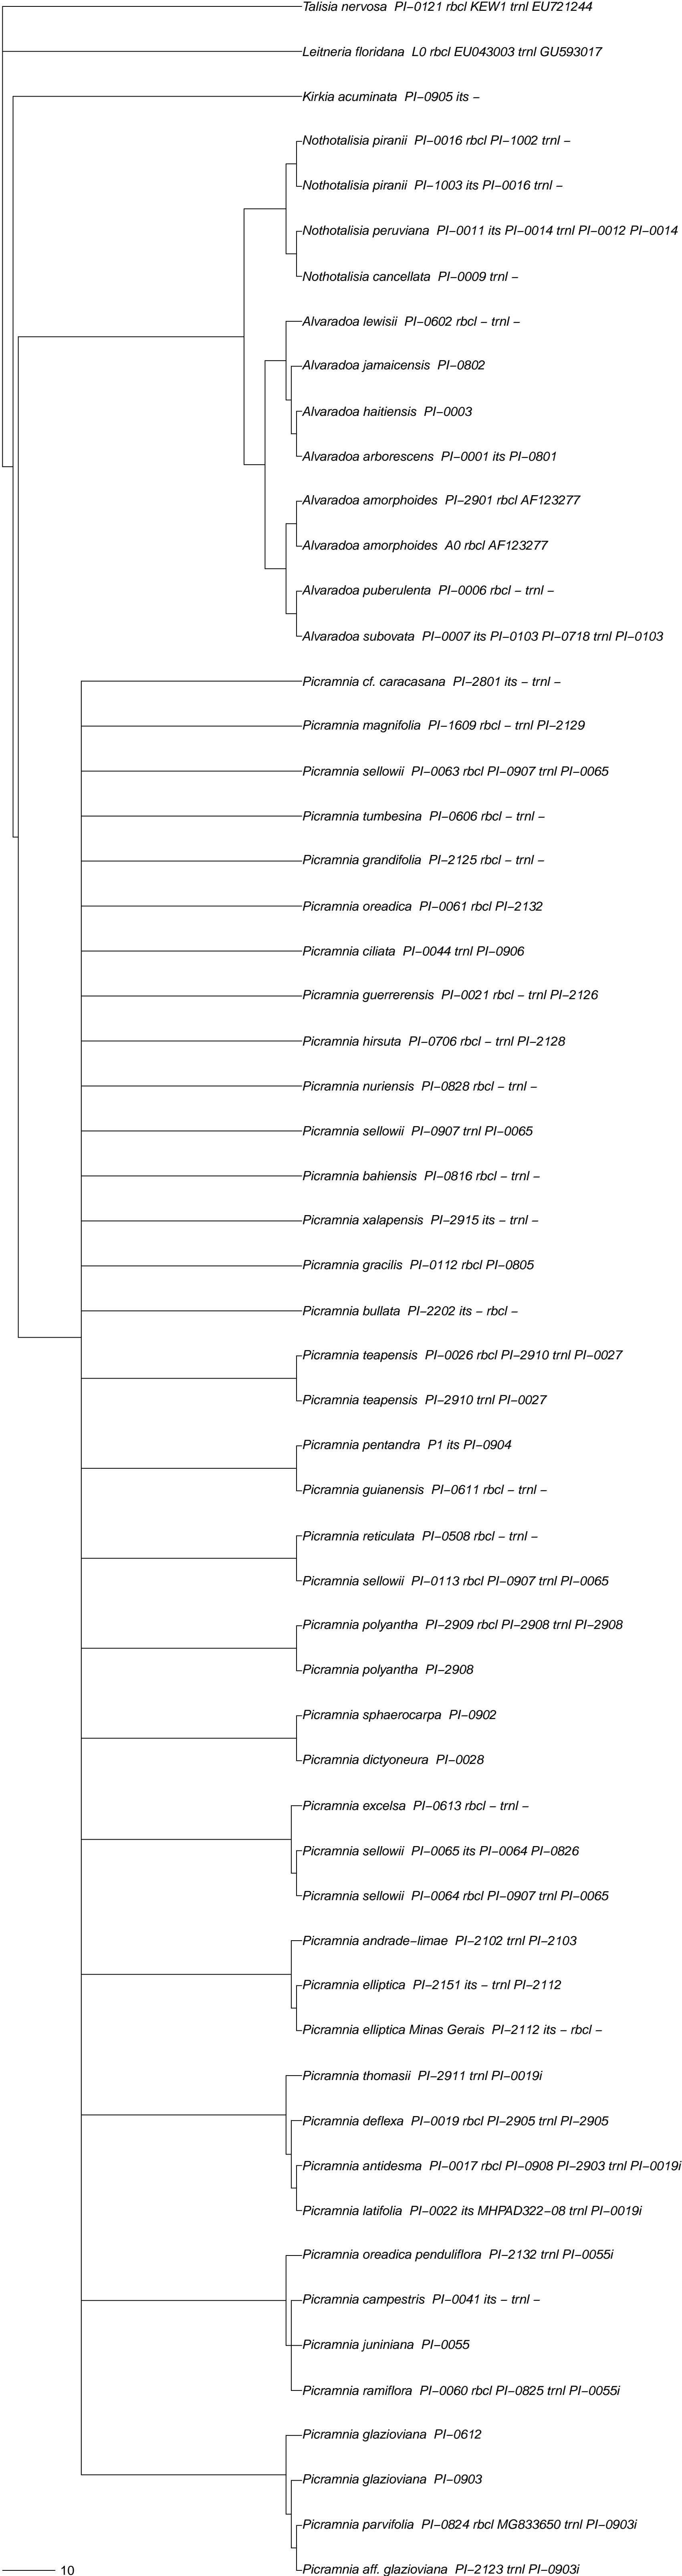 Talisia nervosa PI−0121 rbcl KEW1 trnl EU721244
Leitneria floridana L0 rbcl EU043003 trnl GU593017
Kirkia acuminata PI−0905 its −
Nothotalisia piranii PI−0016 rbcl PI−1002 trnl −
Nothotalisia piranii PI−1003 its PI−0016 trnl −
Nothotalisia peruviana PI−0011 its PI−0014 trnl PI−0012 PI−0014
Nothotalisia cancellata PI−0009 trnl −
Alvaradoa lewisii PI−0602 rbcl − trnl −
Alvaradoa jamaicensis PI−0802
Alvaradoa haitiensis PI−0003
Alvaradoa arborescens PI−0001 its PI−0801
Alvaradoa amorphoides PI−2901 rbcl AF123277
Alvaradoa amorphoides A0 rbcl AF123277
Alvaradoa puberulenta PI−0006 rbcl − trnl −
Alvaradoa subovata PI−0007 its PI−0103 PI−0718 trnl PI−0103
Picramnia cf. caracasana PI−2801 its − trnl −
Picramnia magnifolia PI−1609 rbcl − trnl PI−2129
Picramnia sellowii PI−0063 rbcl PI−0907 trnl PI−0065
Picramnia tumbesina PI−0606 rbcl − trnl −
Picramnia grandifolia PI−2125 rbcl − trnl −
Picramnia oreadica PI−0061 rbcl PI−2132
Picramnia ciliata PI−0044 trnl PI−0906
Picramnia guerrerensis PI−0021 rbcl − trnl PI−2126
Picramnia hirsuta PI−0706 rbcl − trnl PI−2128
Picramnia nuriensis PI−0828 rbcl − trnl −
Picramnia sellowii PI−0907 trnl PI−0065
Picramnia bahiensis PI−0816 rbcl − trnl −
Picramnia xalapensis PI−2915 its − trnl −
Picramnia gracilis PI−0112 rbcl PI−0805
Picramnia bullata PI−2202 its − rbcl −
Picramnia teapensis PI−0026 rbcl PI−2910 trnl PI−0027
Picramnia teapensis PI−2910 trnl PI−0027
Picramnia pentandra P1 its PI−0904
Picramnia guianensis PI−0611 rbcl − trnl −
Picramnia reticulata PI−0508 rbcl − trnl −
Picramnia sellowii PI−0113 rbcl PI−0907 trnl PI−0065
Picramnia polyantha PI−2909 rbcl PI−2908 trnl PI−2908
Picramnia polyantha PI−2908
Picramnia sphaerocarpa PI−0902
Picramnia dictyoneura PI−0028
Picramnia excelsa PI−0613 rbcl − trnl −
Picramnia sellowii PI−0065 its PI−0064 PI−0826
Picramnia sellowii PI−0064 rbcl PI−0907 trnl PI−0065
Picramnia andrade−limae PI−2102 trnl PI−2103
Picramnia elliptica PI−2151 its − trnl PI−2112
Picramnia elliptica Minas Gerais PI−2112 its − rbcl −
Picramnia thomasii PI−2911 trnl PI−0019i
Picramnia deflexa PI−0019 rbcl PI−2905 trnl PI−2905
Picramnia antidesma PI−0017 rbcl PI−0908 PI−2903 trnl PI−0019i
Picramnia latifolia PI−0022 its MHPAD322−08 trnl PI−0019i
Picramnia oreadica penduliflora PI−2132 trnl PI−0055i
Picramnia campestris PI−0041 its − trnl −
Picramnia juniniana PI−0055
Picramnia ramiflora PI−0060 rbcl PI−0825 trnl PI−0055i
Picramnia glazioviana PI−0612
Picramnia glazioviana PI−0903
Picramnia parvifolia PI−0824 rbcl MG833650 trnl PI−0903i
Picramnia aff. glazioviana PI−2123 trnl PI−0903i
10